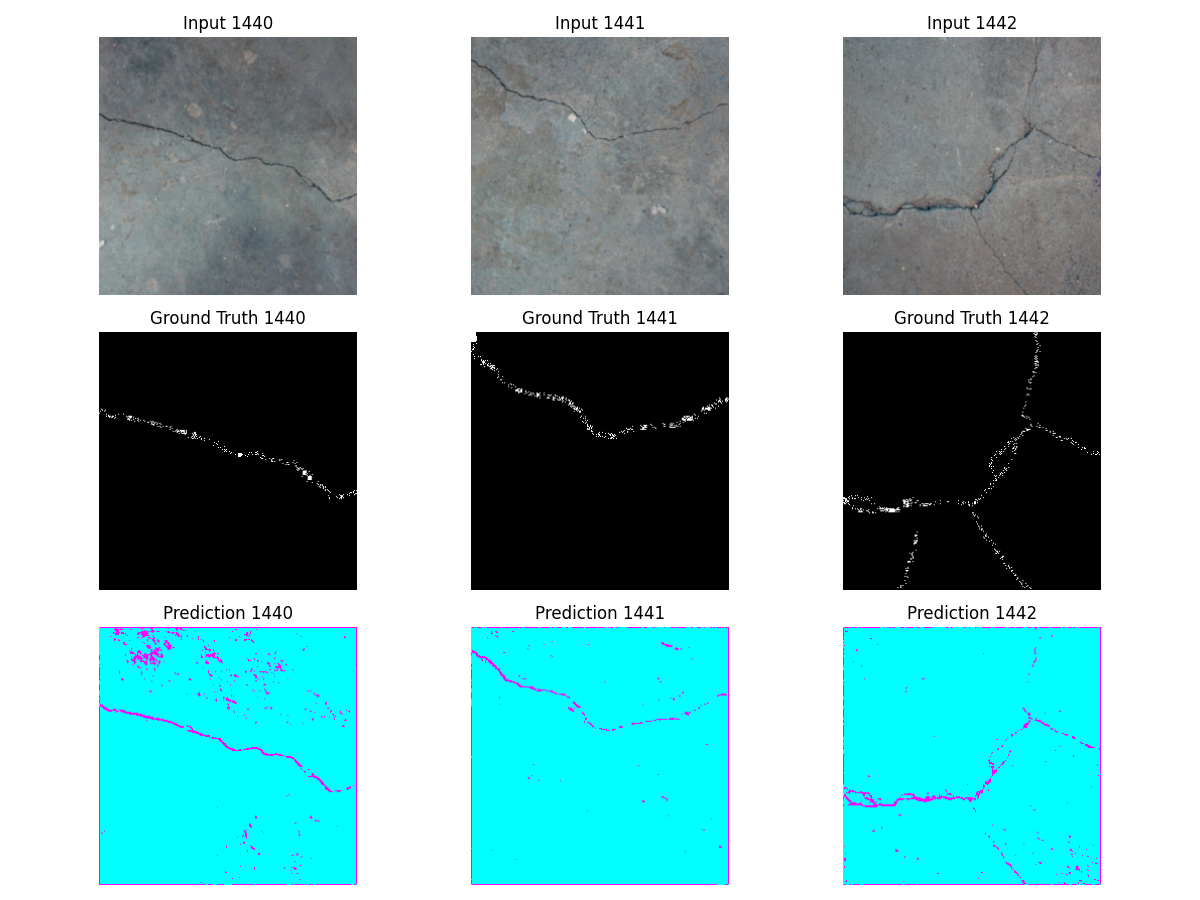 Input 1440
Input 1441
Input 1442
Ground Truth 1440
Ground Truth 1441
Ground Truth 1442
Prediction 1440
Prediction 1441
Prediction 1442